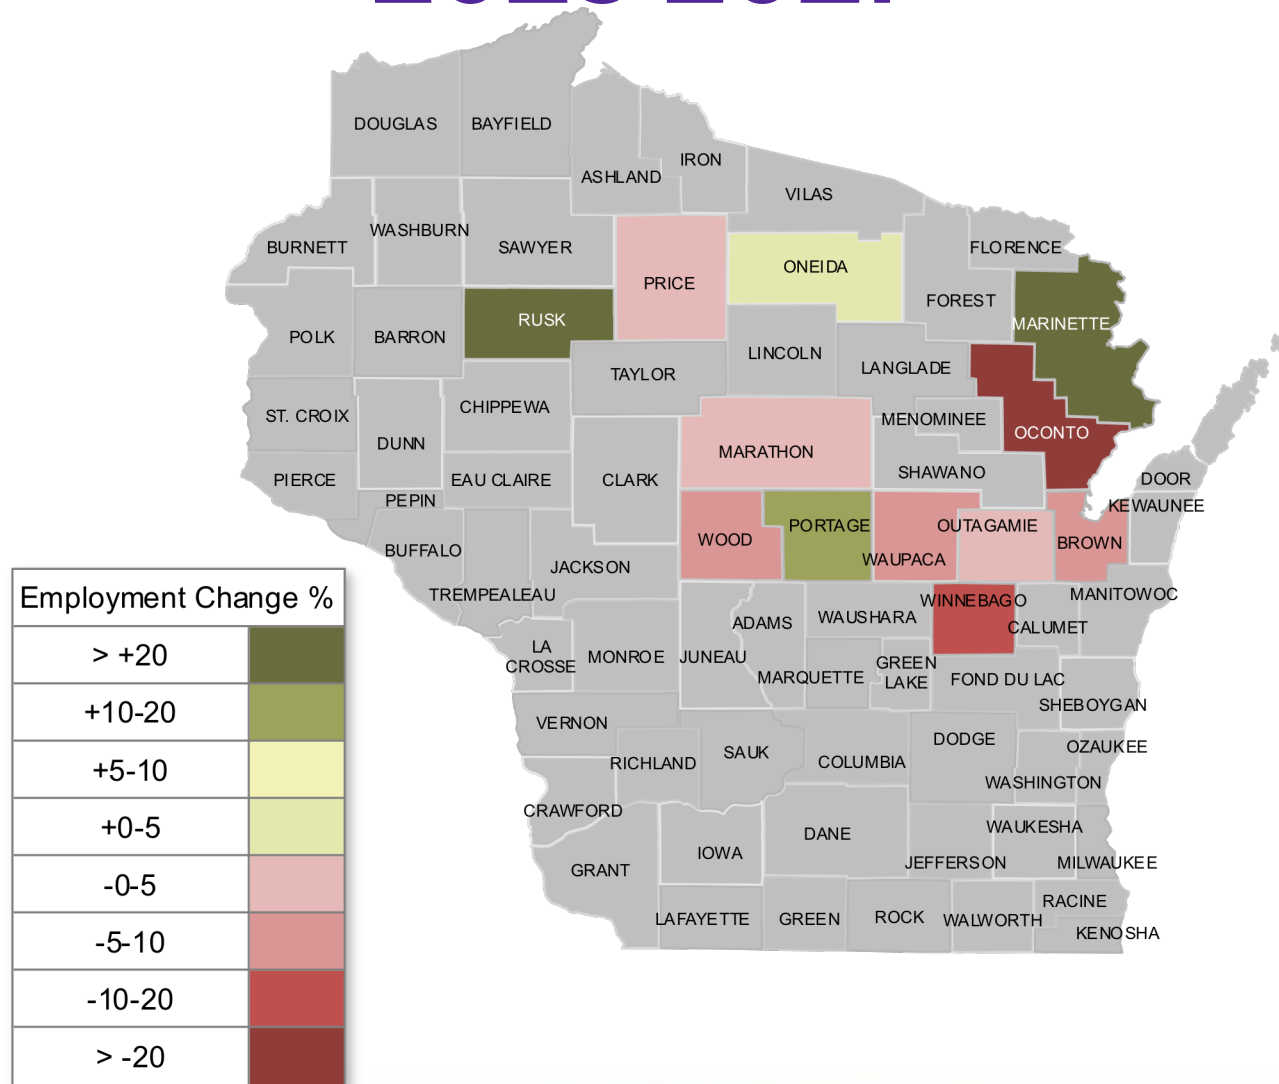 DOUGLAS
BAYFIELD
IRON
ASHLAND
VILAS
WASHBURN
BURNETT
SAWYER
FLORENCE
ONEIDA
PRICE
FOREST
RUSK
MARINETTE
POLK
BARRON
LINCOLN
LANGLADE
TAYLOR
CHIPPEWA
ST. CROIX
MENOMINEE
OCONTO
DUNN
MARATHON
SHAWANO
PIERCE
EAU CLAIRE
CLARK
DOOR
PEPIN
KEWAUNEE
PORTAGE
OUTAGAMIE
WOOD
BROWN
BUFFALO
WAUPACA
JACKSON
TREMPEALEAU
MANITOWOC
WINNEBAGO
WAUSHARA
ADAMS
CALUMET
LA
CROSSE
MONROE
JUNEAU
GREEN
LAKE
MARQUETTE
FOND DU LAC
SHEBOYGAN
VERNON
DODGE
OZAUKEE
SAUK
RICHLAND
COLUMBIA
WASHINGTON
CRAWFORD
WAUKESHA
DANE
IOWA
JEFFERSON
MILWAUKEE
GRANT
RACINE
LAFAYETTE
GREEN
ROCK
WALWORTH
KENOSHA
Employment Change %
> +20
+10-20
+5-10
+0-5
-0-5
-5-10
-10-20
> -20